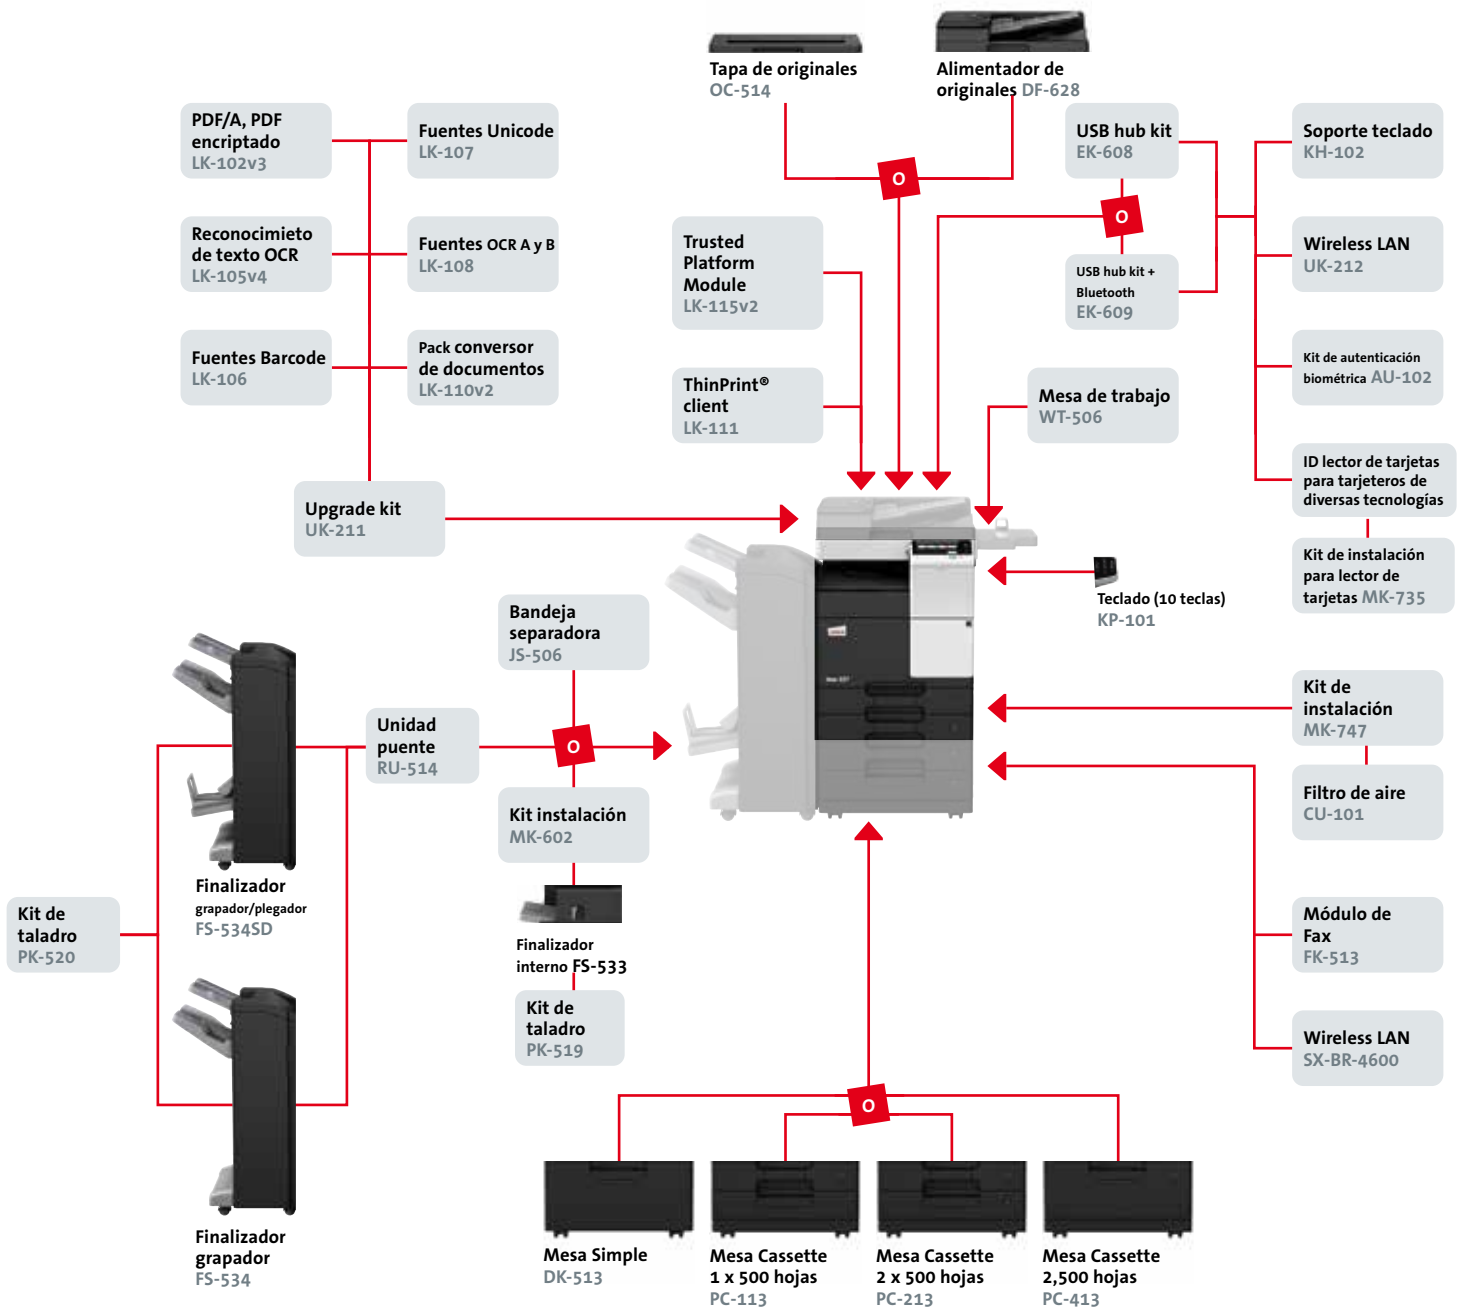 Tapa de originales
OC-514
Alimentador de
originales DF-628
PDF/A, PDF
encriptado
LK-102v3
Fuentes Unicode
LK-107
USB hub kit
EK-608
Soporte teclado
KH-102
O
O
Reconocimieto
de texto OCR
LK-105v4
Fuentes OCR A y B
LK-108
Trusted
Platform
Module
LK-115v2
USB hub kit +
Bluetooth
EK-609
Wireless LAN
UK-212
Fuentes Barcode
LK-106
Pack conversor
de documentos
LK-110v2
ThinPrint®
client
LK-111
Mesa de trabajo
WT-506
Kit de autenticación
biométrica AU-102
ID lector de tarjetas
para tarjeteros de
diversas tecnologías
Upgrade kit
UK-211
Kit de instalación
para lector de
tarjetas MK-735
Teclado (10 teclas)
KP-101
Bandeja
separadora
JS-506
Unidad
puente
RU-514
O
Kit de
instalación
MK-747
Kit instalación
MK-602
Filtro de aire
CU-101
Finalizador
grapador/plegador
FS-534SD
Kit de
taladro
PK-520
Finalizador
interno FS-533
Módulo de
Fax
FK-513
Kit de
taladro
PK-519
Wireless LAN
SX-BR-4600
O
Finalizador
grapador
FS-534
Mesa Simple
DK-513
Mesa Cassette
1 x 500 hojas
PC-113
Mesa Cassette
2 x 500 hojas
PC-213
Mesa Cassette
2,500 hojas
PC-413